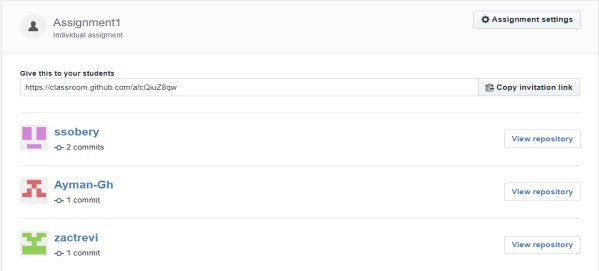 Assignment1
Individual assigment
Assignment settings
Give this to your students
https://classroom.github.com/a/cQiuZ8qw
Copy invitation link
ssobery
2 commits
View repository
Ayman-Gh
1 commit
View repository
zactrevi
1 commit
View repository